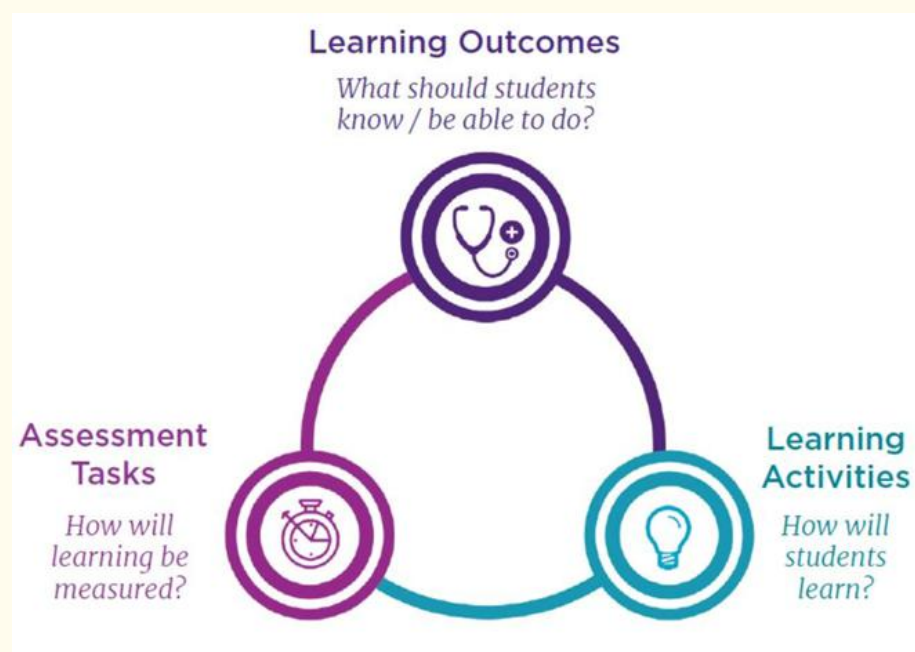 Learning Outcomes
What should students
know / be able to do?
Assessment
Tasks
How will
learning be
measured?
Learning
Activities
How will
students
learn?